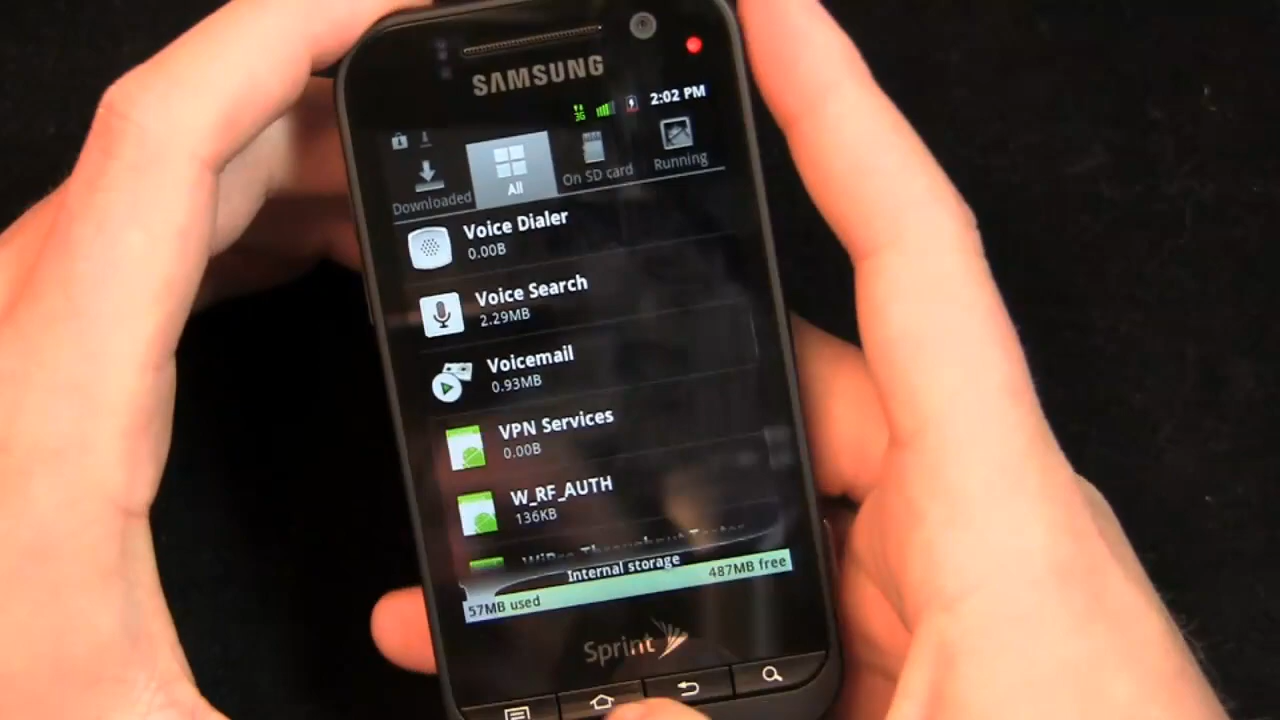 SAMSUNG
3G
2:02 PM
Downloaded
All
On SD card
Running
Voice Dialer
0.00B
Voice Search
2.29MB
Voicemail
0.93MB
VPN Services
0.00B
W_RF_AUTH
136KB
Internal storage
57MB used
487MB free
Sprint